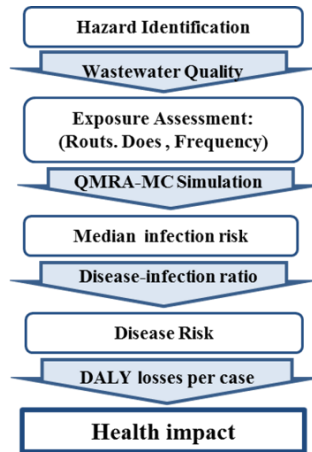 Hazard Identification
Wastewater Quality
Exposure Assessment:
(Routs. Does , Frequency)
QMRA-MC Simulation
Median infection risk
Disease-infection ratio
Disease Risk
DALY losses per case
Health impact